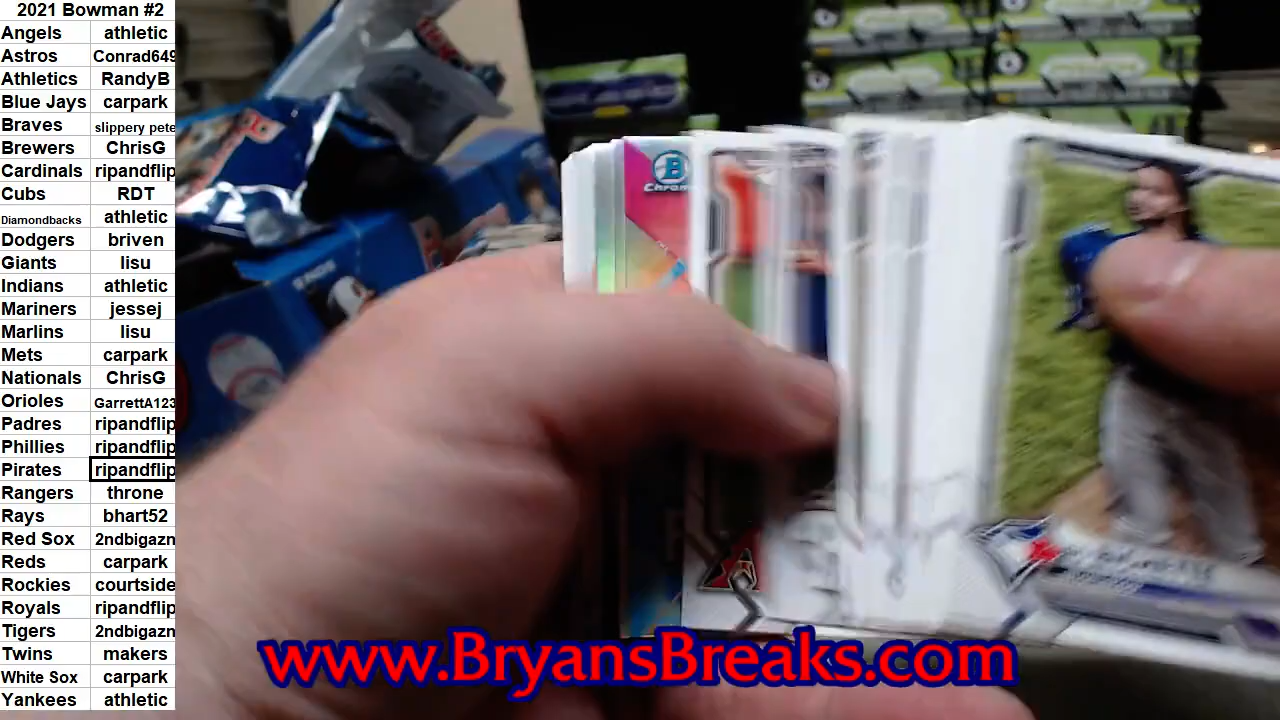 2021 Bowman #2
Angels athletic
Astros Conrad649
Athletics RandyB
Blue Jays carpark
Braves slippery pete
Brewers ChrisG
Cardinals ripandflip
Cubs RDT
Diamondbacks athletic
Dodgers briven
Giants lisu
Indians athletic
Mariners jessej
Marlins lisu
Mets carpark
Nationals ChrisG
Orioles GarrettA123
Padres ripandflip
Phillies ripandflip
Pirates ripandflip
Rangers throne
Rays bhart52
Red Sox 2ndbigazn
Reds carpark
Rockies courtside
Royals ripandflip
Tigers 2ndbigazn
Twins makers
White Sox carpark
Yankees athletic
B
Chrom
www.BryansBreaks.com